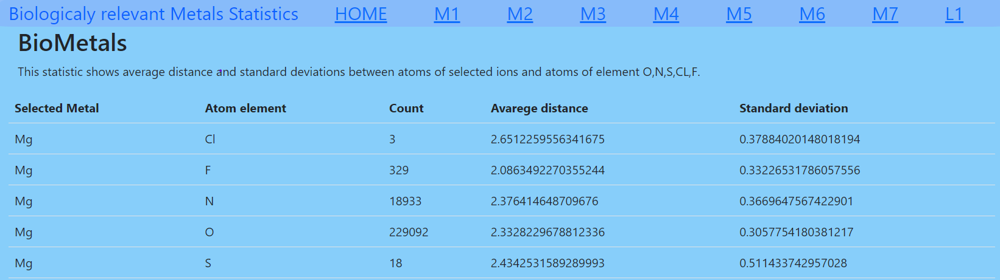 Biologicaly relevant Metals Statistics HOME M1 M2 M3 M4 M5 M6 M7 L1
BioMetals
This statistic shows average distance and standard deviations between atoms of selected ions and atoms of element O,N,S,CL,F.
Selected Metal Atom element Count Avarege distance Standard deviation
Mg Cl 3 2.6512259556341675 0.37884020148018194
Mg F 329 2.0863492270355244 0.33226531786057556
Mg N 18933 2.376414648709676 0.3669647567422901
Mg O 229092 2.3328229678812336 0.3057754180381217
Mg S 18 2.4342531589289993 0.511433742957028